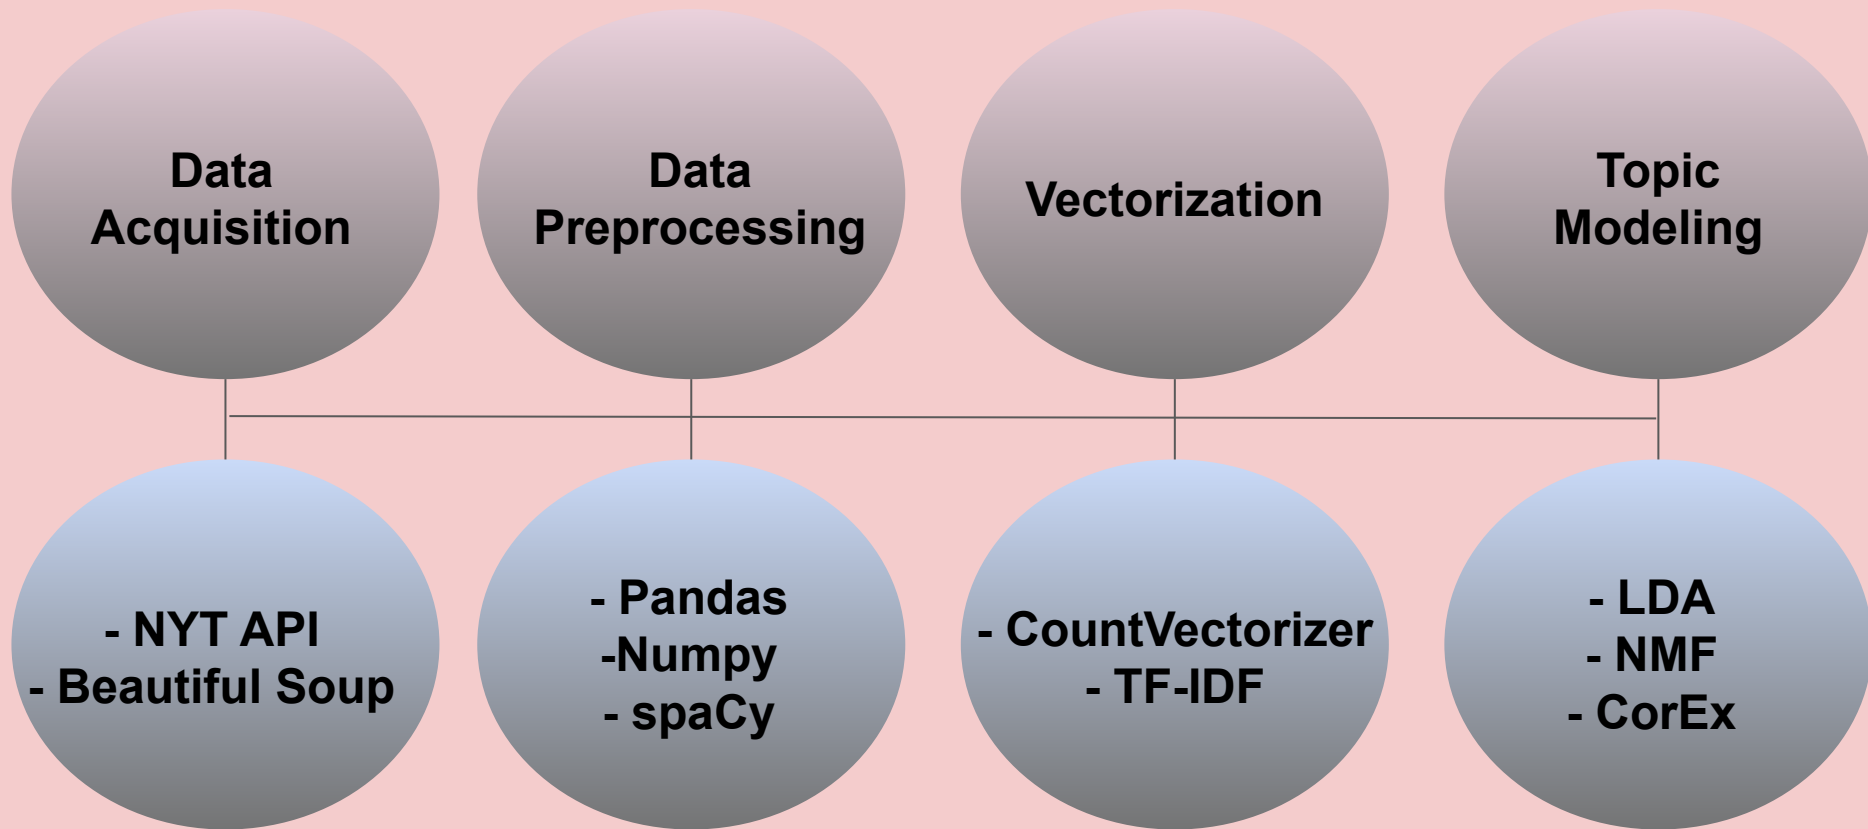 Data
Acquisition
Data
Preprocessing
Vectorization
Topic
Modeling
- NYT API
- Beautiful Soup
- Pandas
-Numpy
- spaCy
- CountVectorizer
- TF-IDF
- LDA
- NMF
- CorEx